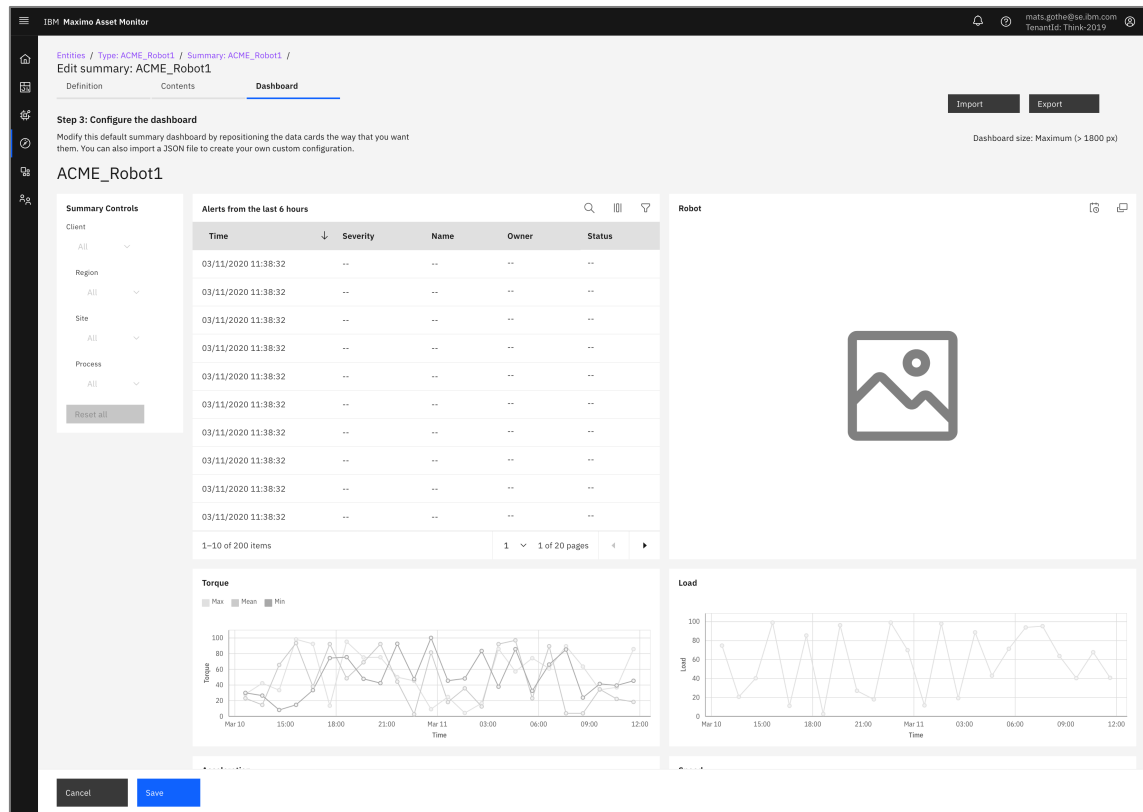 IBM Maximo Asset Monitor
mats.gothe@se.ibm.com
TenantId: Think-2019
Entities / Type: ACME_Robot1 / Summary: ACME_Robot1 /
Edit summary: ACME_Robot1
Definition Contents Dashboard
Import Export
Step 3: Configure the dashboard
Modify this default summary dashboard by repositioning the data cards the way that you want
them. You can also import a JSON file to create your own custom configuration.
Dashboard size: Maximum (> 1800 px)
ACME_Robot1
Summary Controls
Client
All
Region
All
Site
All
Process
All
Reset all
Alerts from the last 6 hours
Time Severity Name Owner Status
03/11/2020 11:38:32 -- -- -- --
03/11/2020 11:38:32 -- -- -- --
03/11/2020 11:38:32 -- -- -- --
03/11/2020 11:38:32 -- -- -- --
03/11/2020 11:38:32 -- -- -- --
03/11/2020 11:38:32 -- -- -- --
03/11/2020 11:38:32 -- -- -- --
03/11/2020 11:38:32 -- -- -- --
03/11/2020 11:38:32 -- -- -- --
03/11/2020 11:38:32 -- -- -- --
1–10 of 200 items 1 1 of 20 pages
Robot
Torque
Max Mean Min
100
80
60
40
20
0
Torque
Mar 10 15:00 18:00 21:00 Mar 11 03:00 06:00 09:00 12:00
Time
Load
100
80
60
40
20
0
Load
Mar 10 15:00 18:00 21:00 Mar 11 03:00 06:00 09:00 12:00
Time
Cancel Save